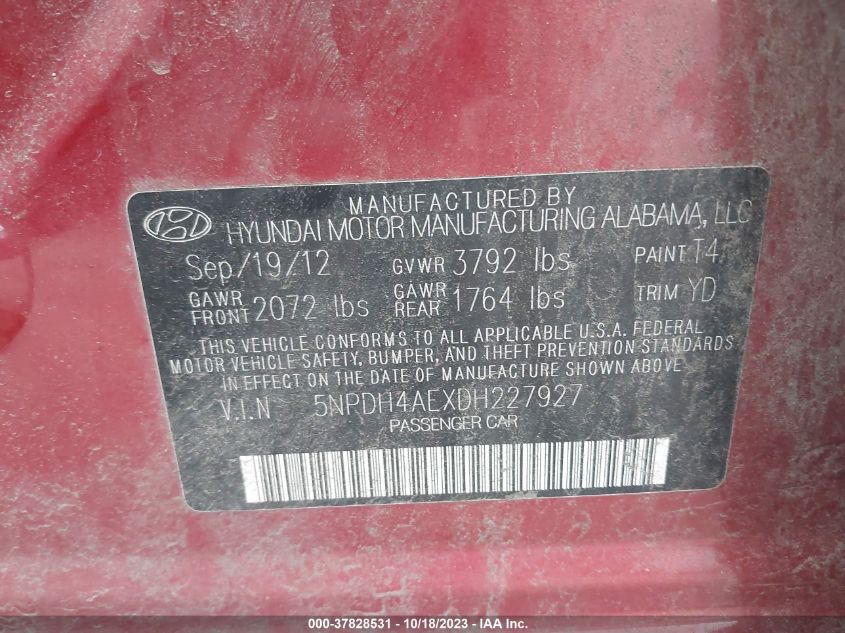 MANUFACTURED BY
HYUNDAI MOTOR MANUFACTURING ALABAMA, LLC
Sep/19/12 GVWR 3792 lbs PAINT T4
GAWR FRONT 2072 lbs GAWR REAR 1764 lbs TRIM YD
THIS VEHICLE CONFORMS TO ALL APPLICABLE U.S.A. FEDERAL
MOTOR VEHICLE SAFETY, BUMPER, AND THEFT PREVENTION STANDARDS
IN EFFECT ON THE DATE OF MANUFACTURE SHOWN ABOVE.
V.I.N 5NPDH4AEXDH227927
PASSENGER CAR
000-37828531 - 10/18/2023 - IAA Inc.